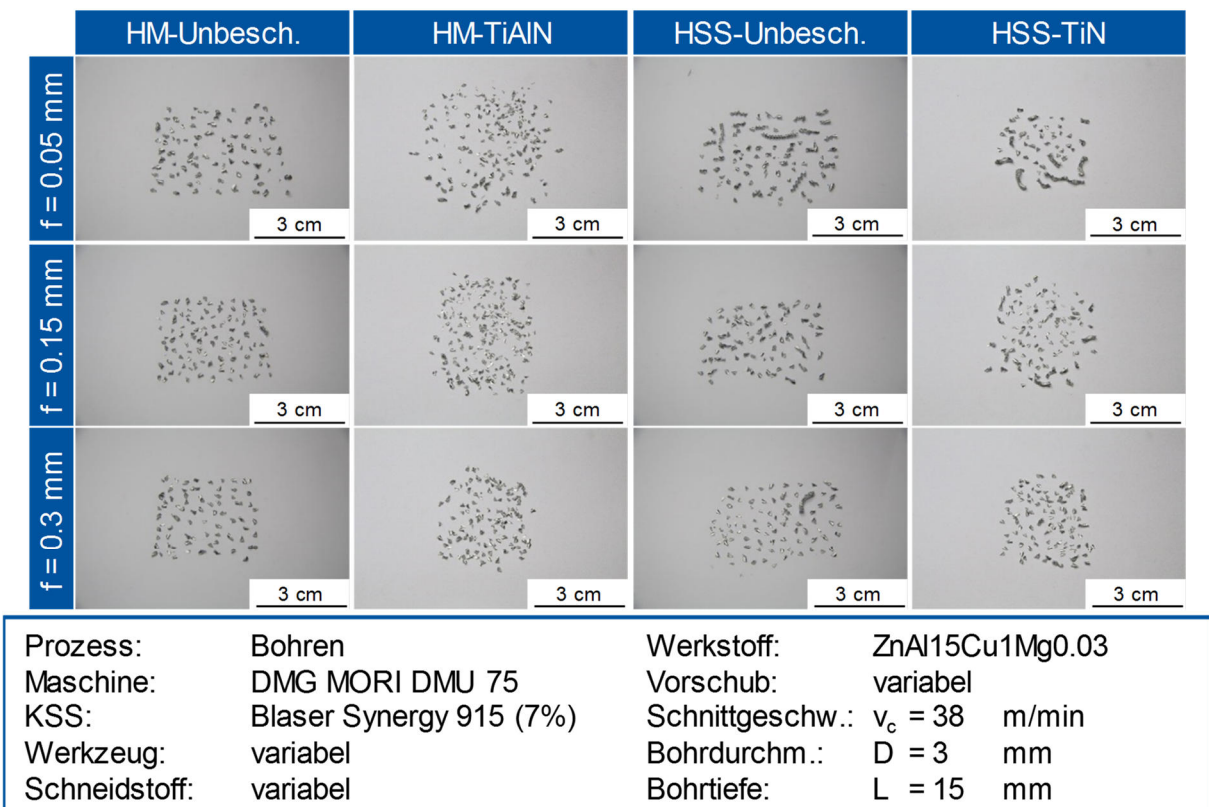 HM-Unbesch. HM-TiAlN HSS-Unbesch. HSS-TiN
f = 0.05 mm
3 cm 3 cm 3 cm 3 cm
f = 0.15 mm
3 cm 3 cm 3 cm 3 cm
f = 0.3 mm
3 cm 3 cm 3 cm 3 cm
Prozess: Bohren Werkstoff: ZnAl15Cu1Mg0.03
Maschine: DMG MORI DMU 75 Vorschub: variabel
KSS: Blaser Synergy 915 (7%) Schnittgeschw.: vc = 38 m/min
Werkzeug: variabel Bohrdurchm.: D = 3 mm
Schneidstoff: variabel Bohrtiefe: L = 15 mm